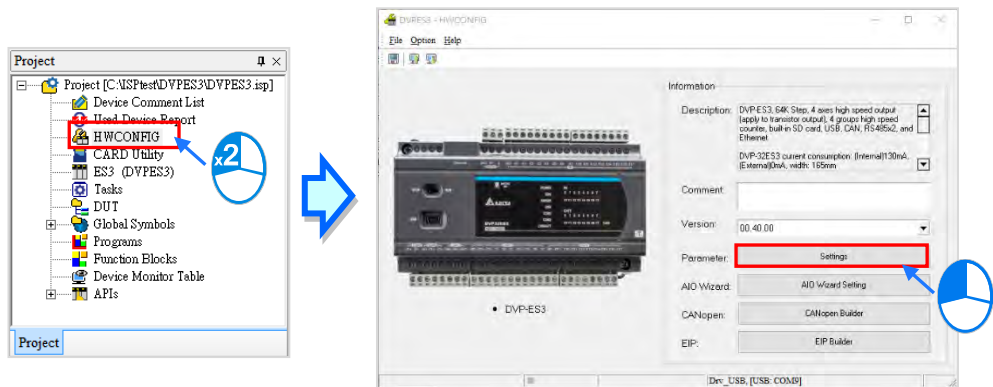 Project
Project [C:\ISPtest\DVPES3\DVPES3.isp]
Device Comment List
Used Device Report
HWCONFIG
CARD Utility
ES3 (DVPES3)
Tasks
DUT
Global Symbols
Programs
Function Blocks
Device Monitor Table
APIs
Project
x2
DVPES3 - HWCONFIG
File Option Help
Information
Description: DVP-ES3, 64K Step, 4 axes high speed output
(apply to transistor output), 4 groups high speed
counter, built-in SD card, USB, CAN, RS485x2, and
Ethernet.
DVP-32ES3 current consumption: (Internal)130mA,
(External)0mA, width: 165mm
Comment:
Version: 00.40.00
Parameter: Settings
AIO Wizard: AIO Wizard Setting
CANopen: CANopen Builder
EIP: EIP Builder
• DVP-ES3
Drv_USB, [USB: COM9]